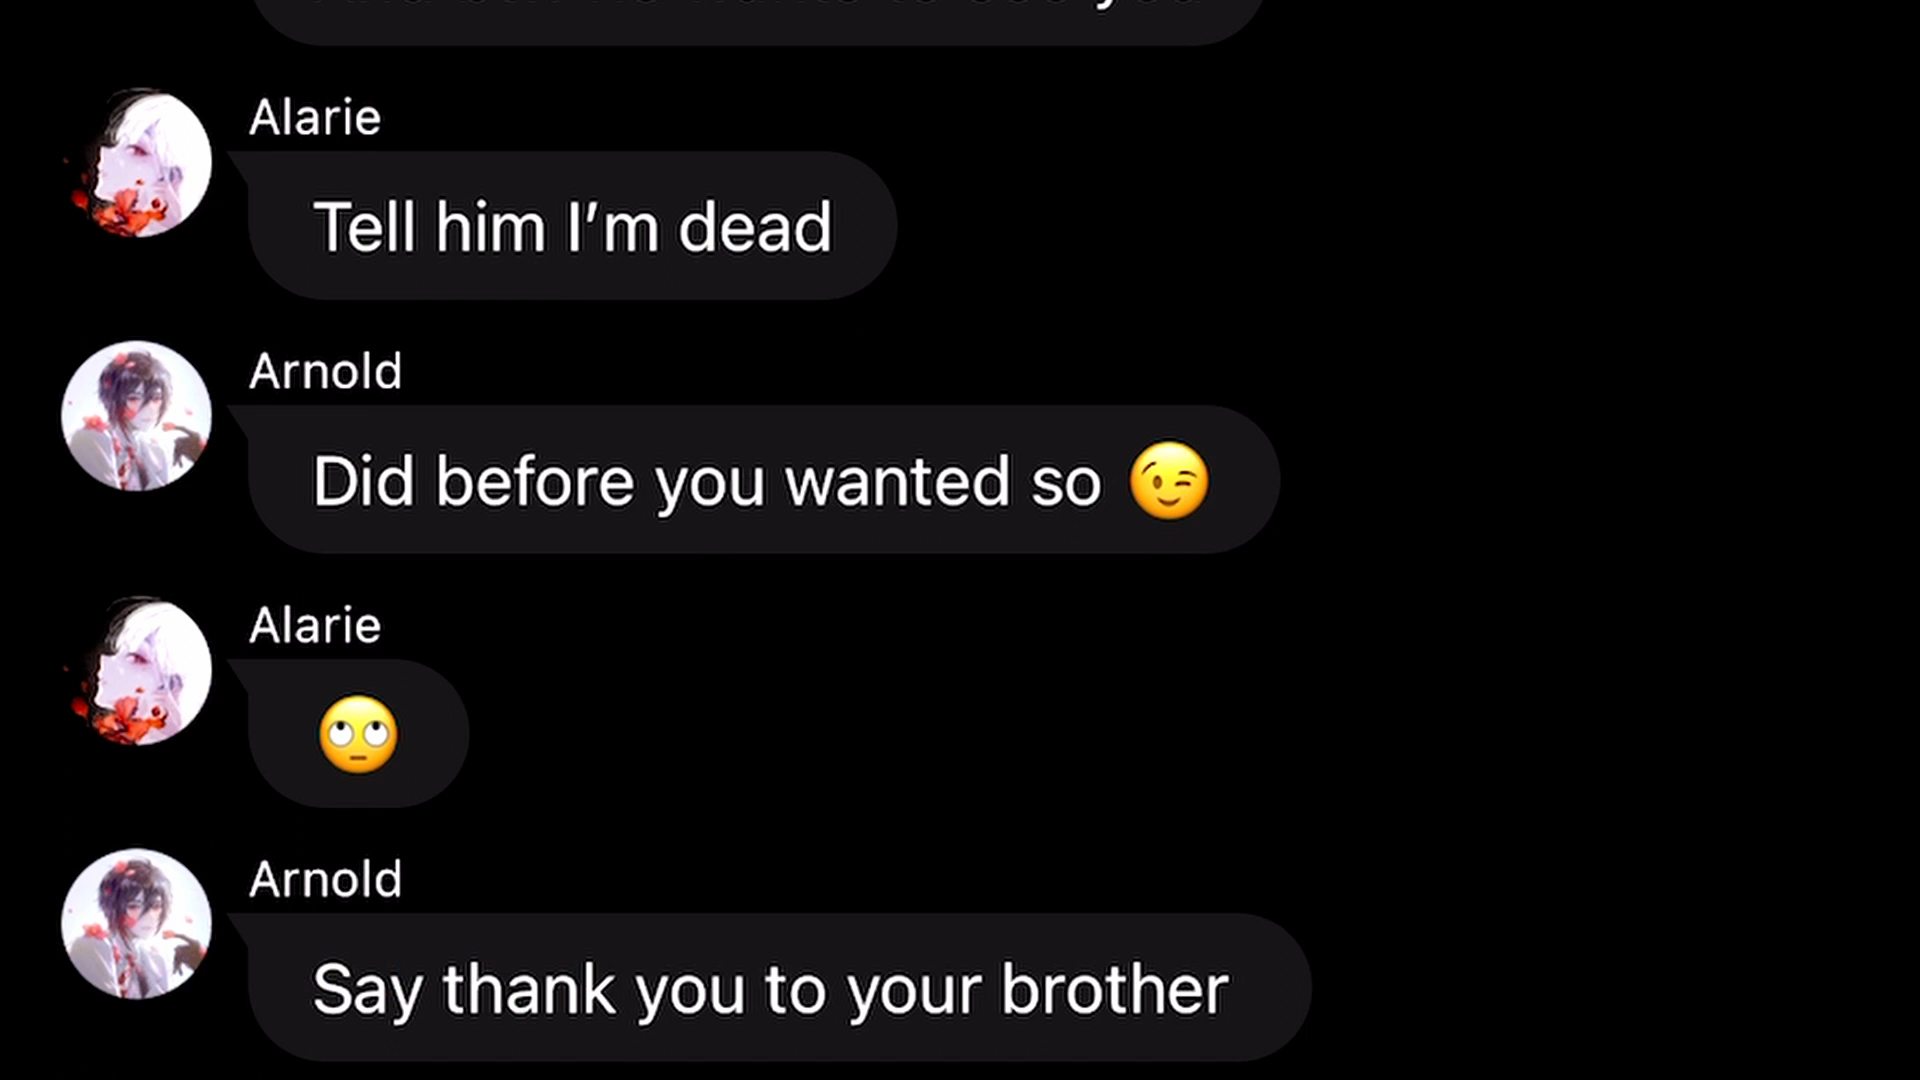 Alarie
Tell him I’m dead
Arnold
Did before you wanted so 😉
Alarie
🙄
Arnold
Say thank you to your brother